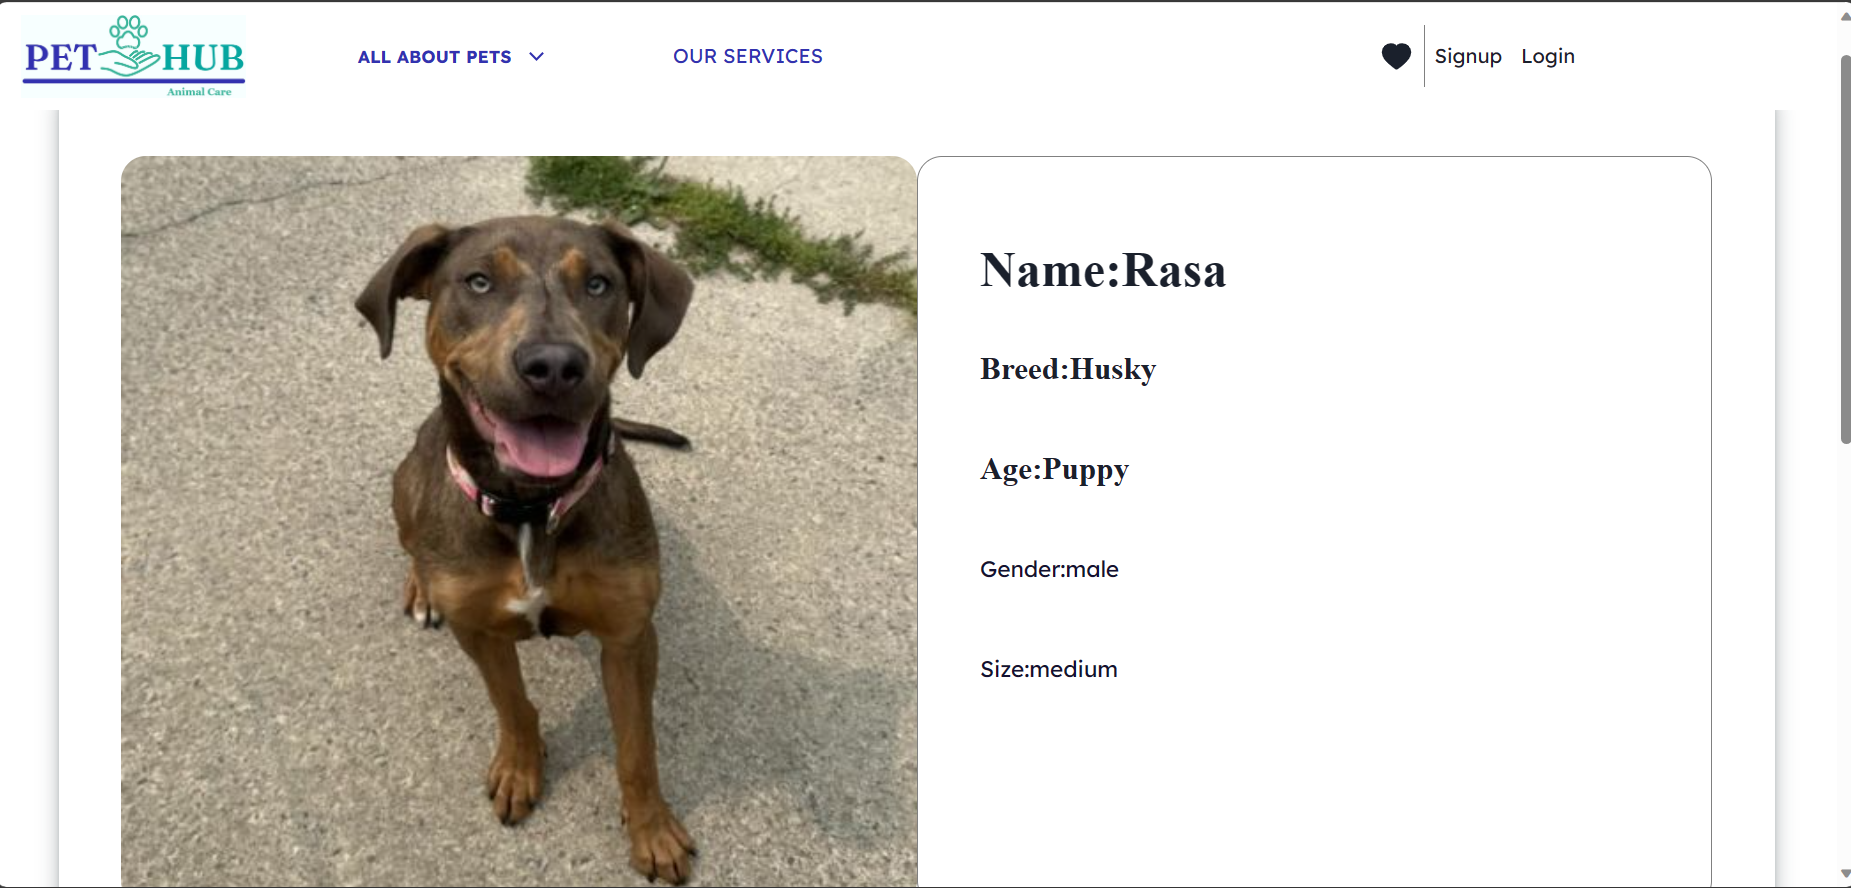 PET HUB
Animal Care
ALL ABOUT PETS
OUR SERVICES
Signup Login
Name:Rasa
Breed:Husky
Age:Puppy
Gender:male
Size:medium